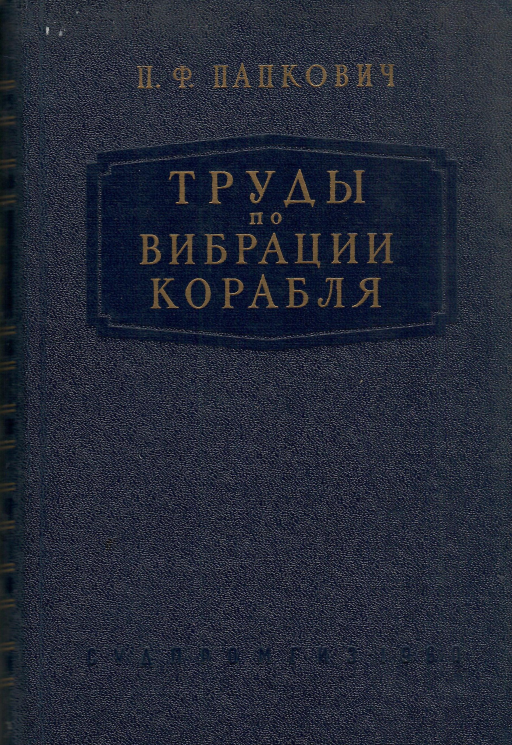 П. Ф. ПАПКОВИЧ
ТРУДЫ
ПО
ВИБРАЦИИ
КОРАБЛЯ
СУДПРОМГИЗ